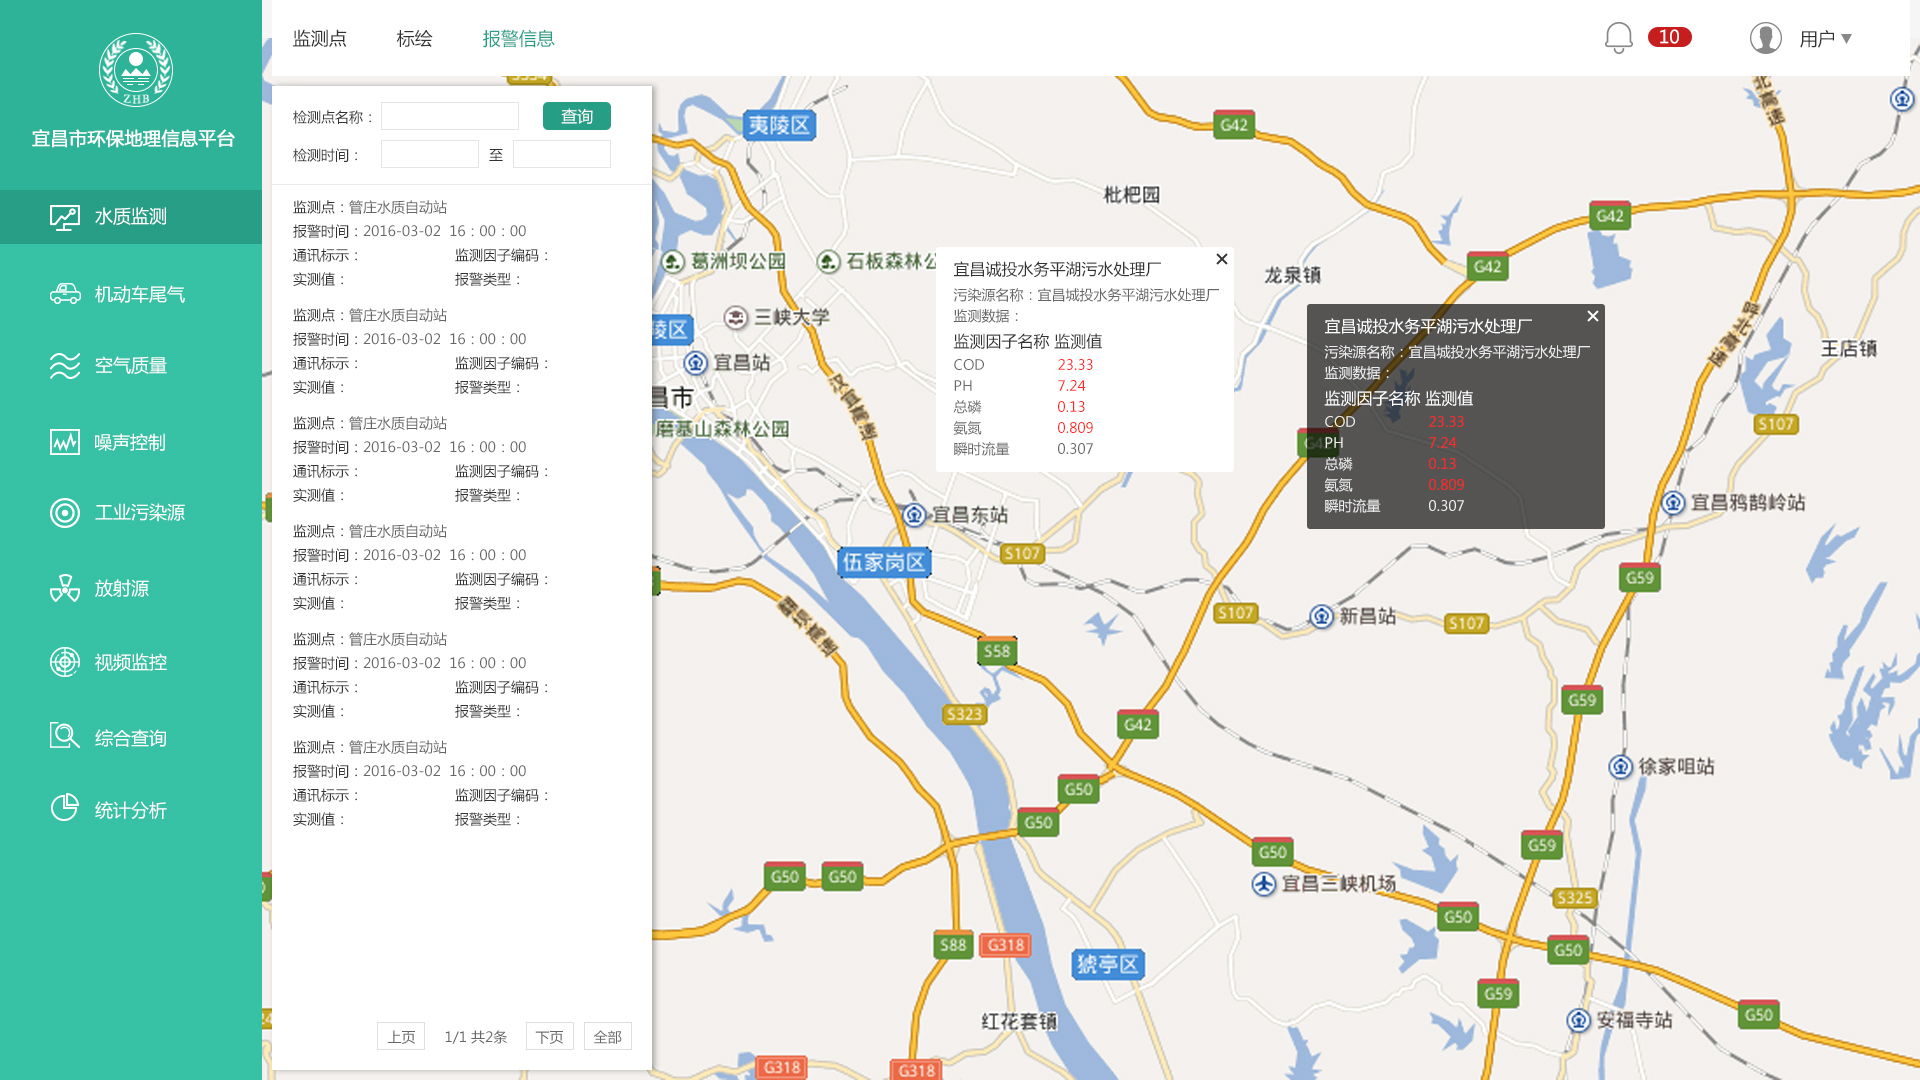 ZHB
宜昌市环保地理信息平台
水质监测
机动车尾气
空气质量
噪声控制
工业污染源
放射源
视频监控
综合查询
统计分析
监测点
标绘
报警信息
10
用户
检测点名称：
查询
检测时间：
至
监测点：管庄水质自动站
报警时间：2016-03-02 16：00：00
通讯标示： 监测因子编码：
实测值： 报警类型：
监测点：管庄水质自动站
报警时间：2016-03-02 16：00：00
通讯标示： 监测因子编码：
实测值： 报警类型：
监测点：管庄水质自动站
报警时间：2016-03-02 16：00：00
通讯标示： 监测因子编码：
实测值： 报警类型：
监测点：管庄水质自动站
报警时间：2016-03-02 16：00：00
通讯标示： 监测因子编码：
实测值： 报警类型：
监测点：管庄水质自动站
报警时间：2016-03-02 16：00：00
通讯标示： 监测因子编码：
实测值： 报警类型：
监测点：管庄水质自动站
报警时间：2016-03-02 16：00：00
通讯标示： 监测因子编码：
实测值： 报警类型：
上页
1/1 共2条
下页
全部
夷陵区
G42
枇杷园
G42
葛洲坝公园
石板森林公
龙泉镇
G42
三峡大学
陵区
宜昌站
昌市
磨基山森林公园
汉宜高速
呼北高速
王店镇
S107
宜昌诚投水务平湖污水处理厂
污染源名称：宜昌城投水务平湖污水处理厂
监测数据：
监测因子名称 监测值
COD 23.33
PH 7.24
总磷 0.13
氨氮 0.809
瞬时流量 0.307
宜昌诚投水务平湖污水处理厂
污染源名称：宜昌城投水务平湖污水处理厂
监测数据：
监测因子名称 监测值
COD 23.33
PH 7.24
总磷 0.13
氨氮 0.809
瞬时流量 0.307
宜昌鸦鹊岭站
宜昌东站
S107
伍家岗区
G59
S107
新昌站
S107
翻坝高速
S58
G59
S323
G42
徐家咀站
G50
G50
G59
G50
宜昌三峡机场
G50
G50
S325
G50
G50
S88
G318
猇亭区
G59
G50
红花套镇
安福寺站
G318
G318